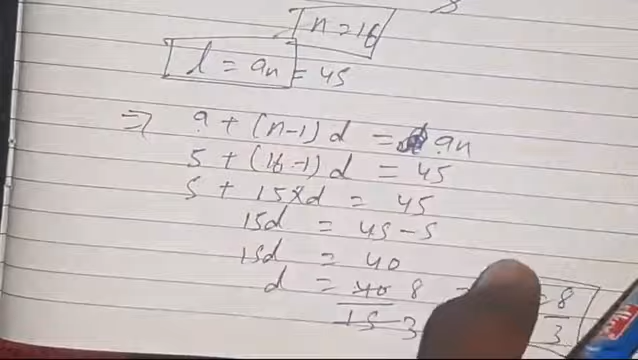 n = 16
l = an = 45
⇒ a + (n-1) d = an
5 + (16-1) d = 45
5 + 15×d = 45
15d = 45 - 5
15d = 40
d = 40 8 / 15 3 = 8/3